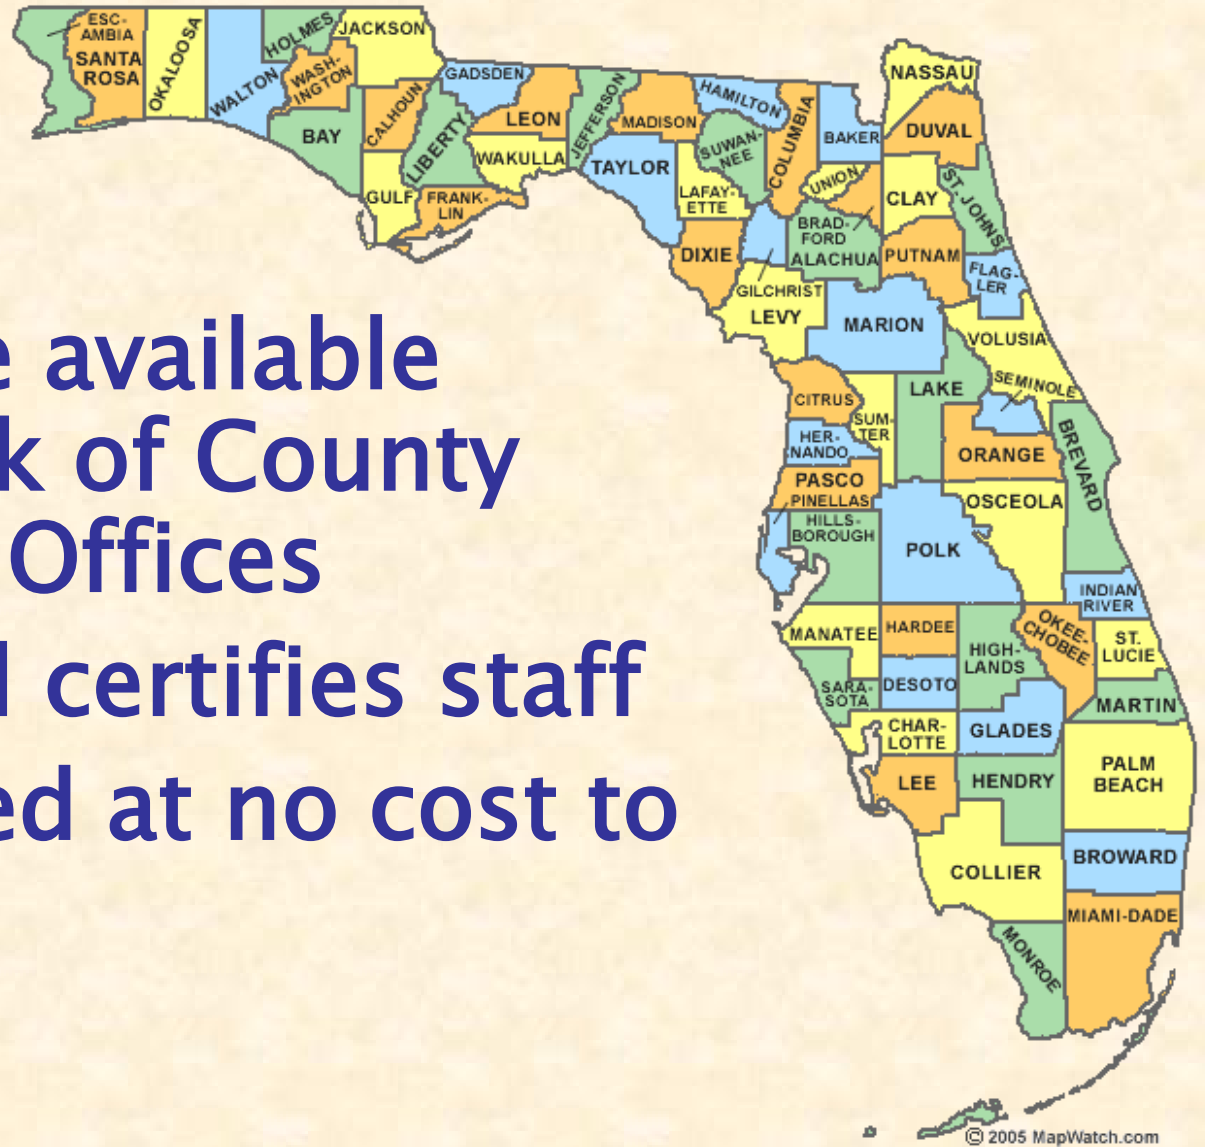 e available
k of County
Offices
d certifies staff
ed at no cost to
ESC-
AMBIA
SANTA
ROSA
OKALOOSA
WALTON
HOLMES
WASH-
INGTON
JACKSON
BAY
CALHOUN
GULF
LIBERTY
GADSDEN
FRANK-
LIN
LEON
WAKULLA
JEFFERSON
MADISON
TAYLOR
HAMILTON
SUWAN-
NEE
LAFAY-
ETTE
DIXIE
COLUMBIA
BAKER
UNION
NASSAU
DUVAL
CLAY
ST. JOHNS
BRAD-
FORD
ALACHUA
PUTNAM
FLAG-
LER
GILCHRIST
LEVY
MARION
VOLUSIA
CITRUS
SUM-
TER
LAKE
SEMINOLE
HER-
NANDO
ORANGE
BREVARD
PASCO
PINELLAS
HILLS-
BOROUGH
POLK
OSCEOLA
INDIAN
RIVER
MANATEE
HARDEE
HIGH-
LANDS
OKEE-
CHOBEE
ST.
LUCIE
SARA-
SOTA
DESOTO
MARTIN
CHAR-
LOTTE
GLADES
LEE
HENDRY
PALM
BEACH
COLLIER
BROWARD
MIAMI-DADE
MONROE
© 2005 MapWatch.com